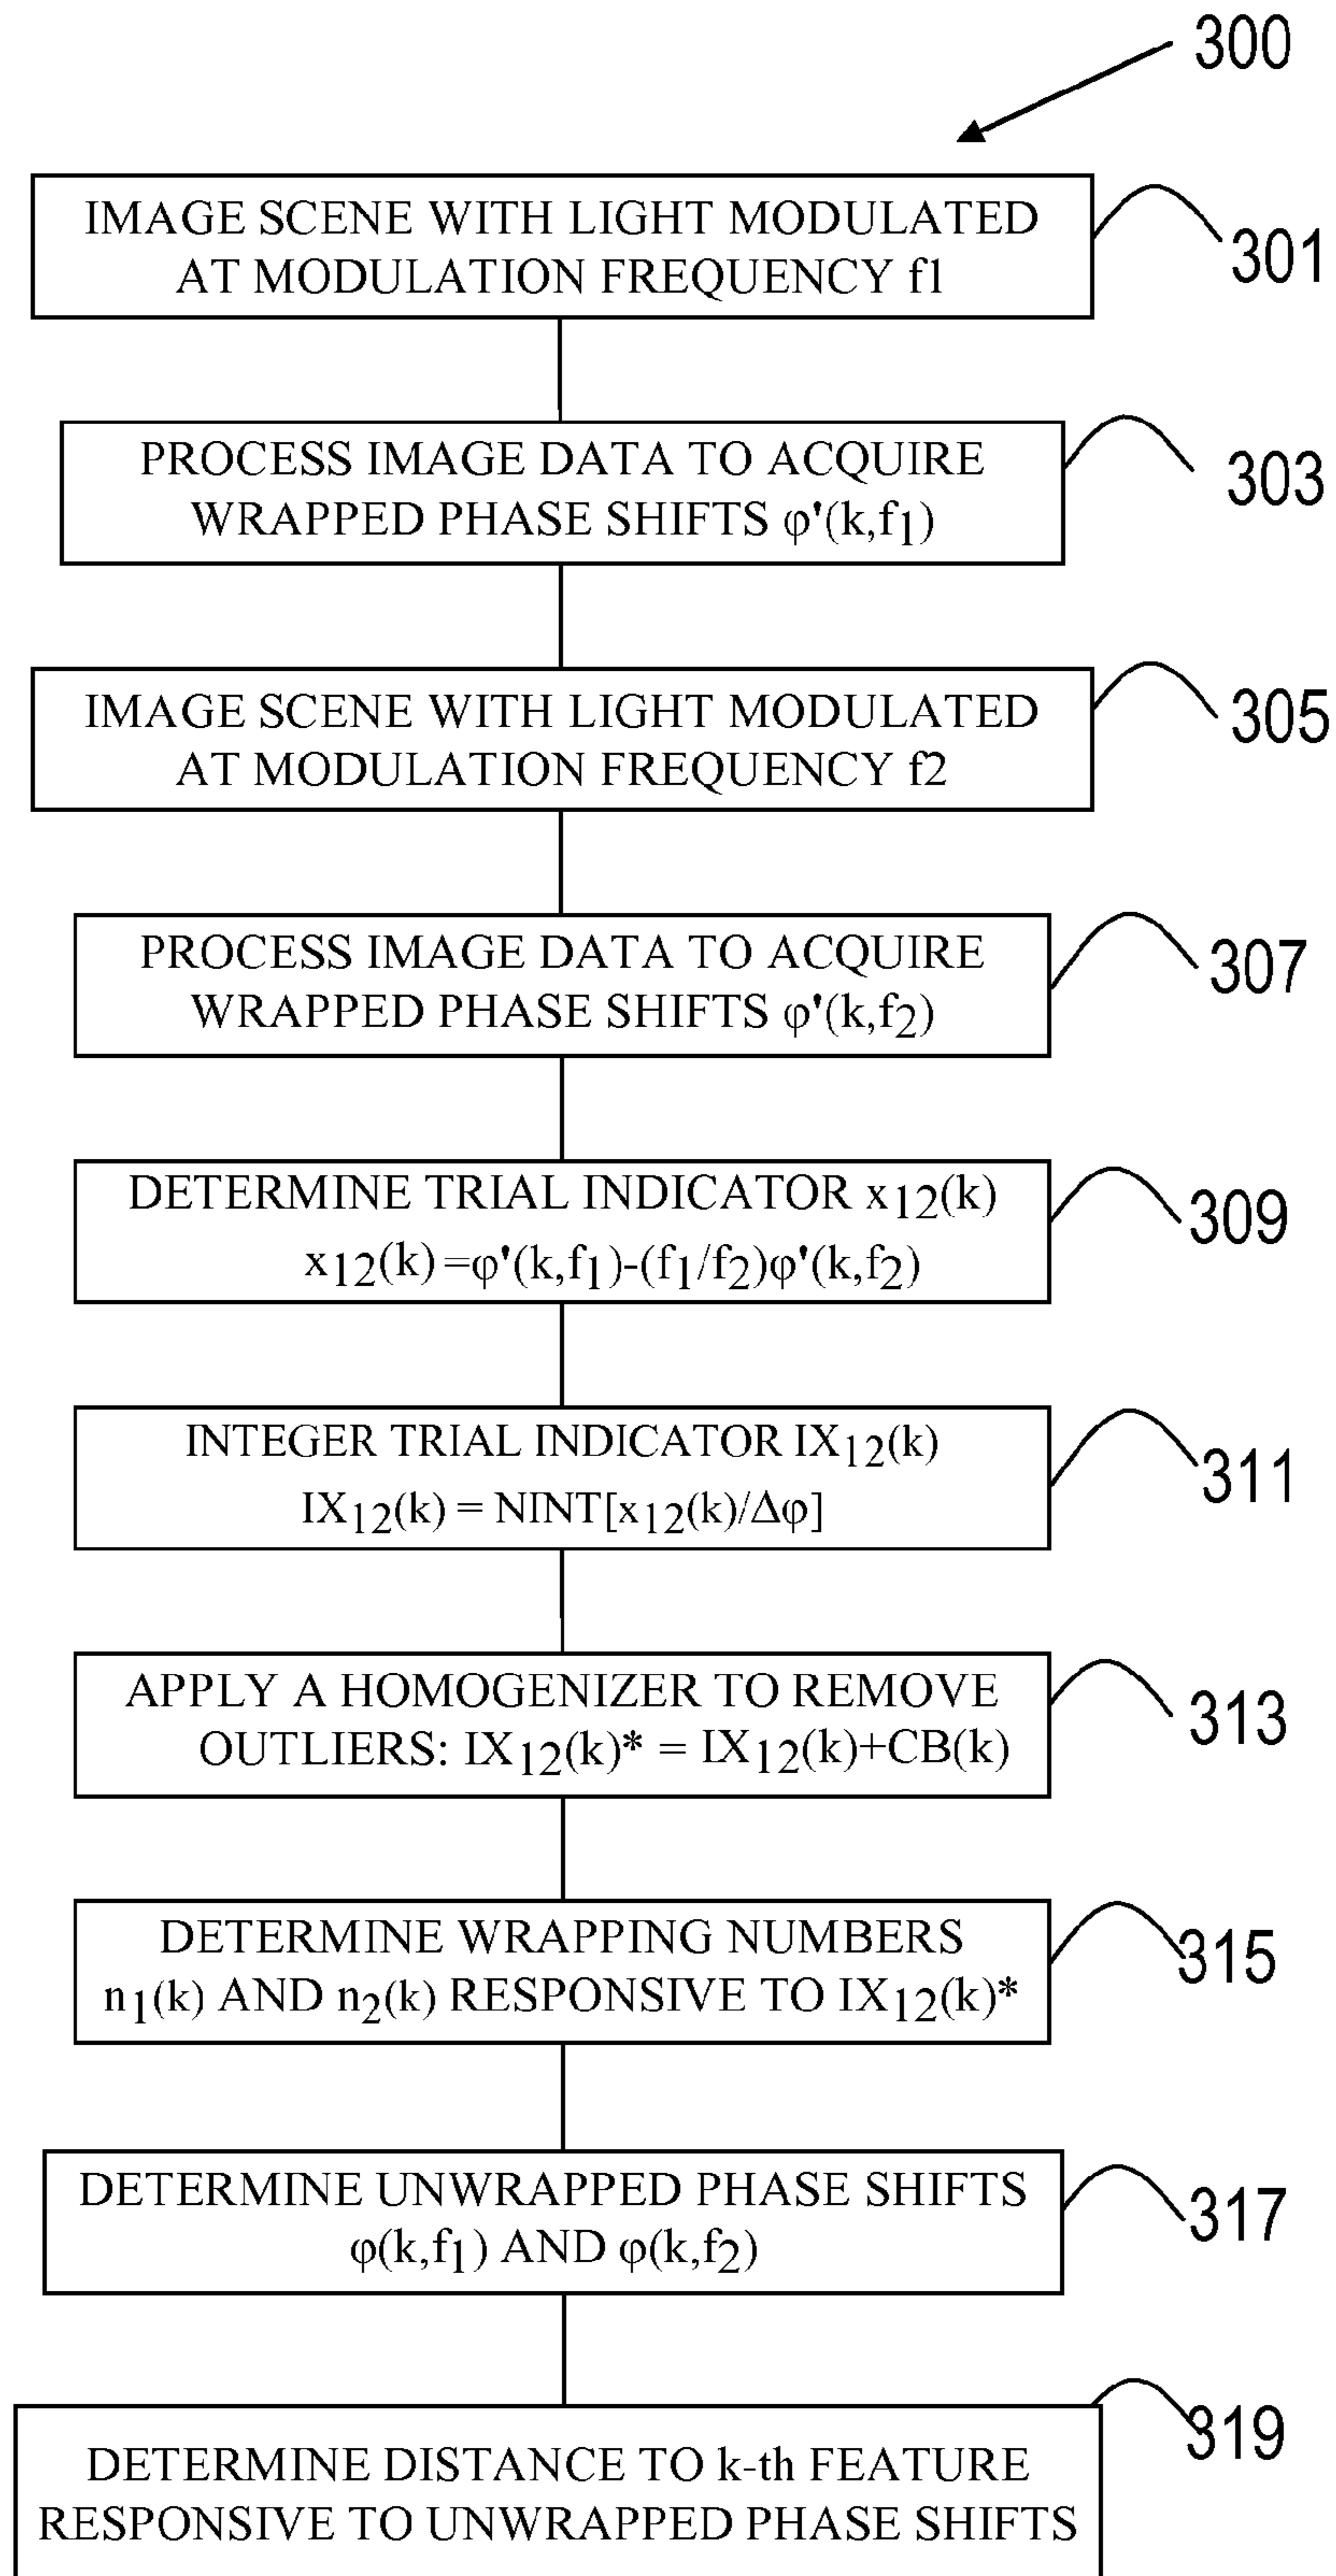 300
IMAGE SCENE WITH LIGHT MODULATED
AT MODULATION FREQUENCY f1
301
PROCESS IMAGE DATA TO ACQUIRE
WRAPPED PHASE SHIFTS φ'(k,f₁)
303
IMAGE SCENE WITH LIGHT MODULATED
AT MODULATION FREQUENCY f2
305
PROCESS IMAGE DATA TO ACQUIRE
WRAPPED PHASE SHIFTS φ'(k,f₂)
307
DETERMINE TRIAL INDICATOR x₁₂(k)
x₁₂(k) =φ'(k,f₁)-(f₁/f₂)φ'(k,f₂)
309
INTEGER TRIAL INDICATOR IX₁₂(k)
IX₁₂(k) = NINT[x₁₂(k)/Δφ]
311
APPLY A HOMOGENIZER TO REMOVE
OUTLIERS: IX₁₂(k)* = IX₁₂(k)+CB(k)
313
DETERMINE WRAPPING NUMBERS
n₁(k) AND n₂(k) RESPONSIVE TO IX₁₂(k)*
315
DETERMINE UNWRAPPED PHASE SHIFTS
φ(k,f₁) AND φ(k,f₂)
317
DETERMINE DISTANCE TO k-th FEATURE
RESPONSIVE TO UNWRAPPED PHASE SHIFTS
319